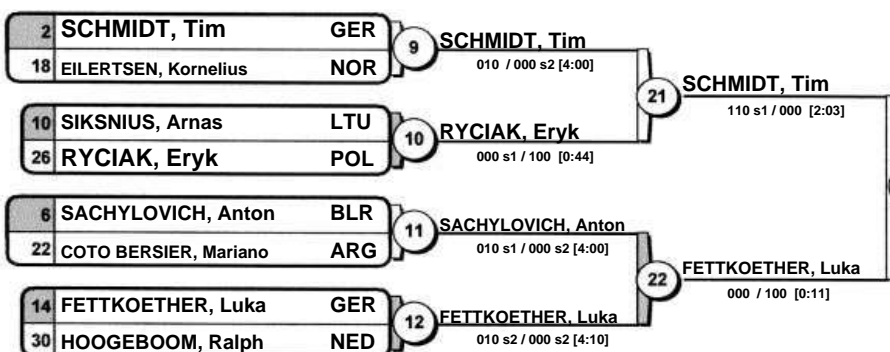 2 SCHMIDT, Tim GER
18 EILERTSEN, Kornelius NOR
9
SCHMIDT, Tim
010 / 000 s2 [4:00]
10 SIKSNIUS, Arnas LTU
26 RYCIAK, Eryk POL
10
RYCIAK, Eryk
000 s1 / 100 [0:44]
21
SCHMIDT, Tim
110 s1 / 000 [2:03]
6 SACHYLOVICH, Anton BLR
22 COTO BERSIER, Mariano ARG
11
SACHYLOVICH, Anton
010 s1 / 000 s2 [4:00]
14 FETTKOETHER, Luka GER
30 HOOGEBOOM, Ralph NED
12
FETTKOETHER, Luka
010 s2 / 000 s2 [4:10]
22
FETTKOETHER, Luka
000 / 100 [0:11]